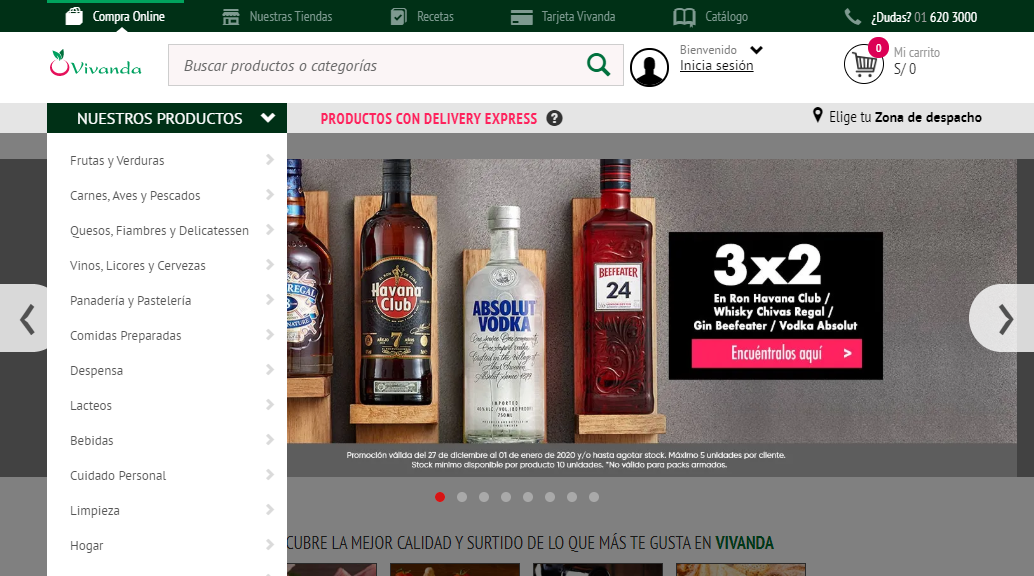 Compra Online
Nuestras Tiendas
Recetas
Tarjeta Vivanda
Catálogo
¿Dudas? 01 620 3000
Vivanda
Buscar productos o categorías
Bienvenido
Inicia sesión
0
Mi carrito
S/ 0
NUESTROS PRODUCTOS
PRODUCTOS CON DELIVERY EXPRESS ?
Elige tu Zona de despacho
Frutas y Verduras
Carnes, Aves y Pescados
Quesos, Fiambres y Delicatessen
Vinos, Licores y Cervezas
Panadería y Pastelería
Comidas Preparadas
Despensa
Lacteos
Bebidas
Cuidado Personal
Limpieza
Hogar
REGAL
Havana
Club
7
ABSOLUT
VODKA
IMPORTED
BEEFEATER
24
3x2
En Ron Havana Club /
Whisky Chivas Regal /
Gin Beefeater / Vodka Absolut
Encuéntralos aquí >
Promoción válida del 27 de diciembre al 01 de enero de 2020 y/o hasta agotar stock. Máximo 5 unidades por cliente.
Stock mínimo disponible por producto 10 unidades. *No válido para packs armados.
CUBRE LA MEJOR CALIDAD Y SURTIDO DE LO QUE MÁS TE GUSTA EN VIVANDA